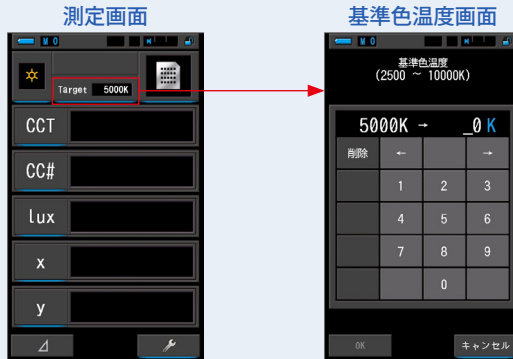 測定画面
基準色温度画面
M 0
Target 5000K
CCT
CC#
lux
x
y
M 0
基準色温度
(2500 ~ 10000K)
5000K → _0 K
削除 ← →
1 2 3
4 5 6
7 8 9
0
OK キャンセル